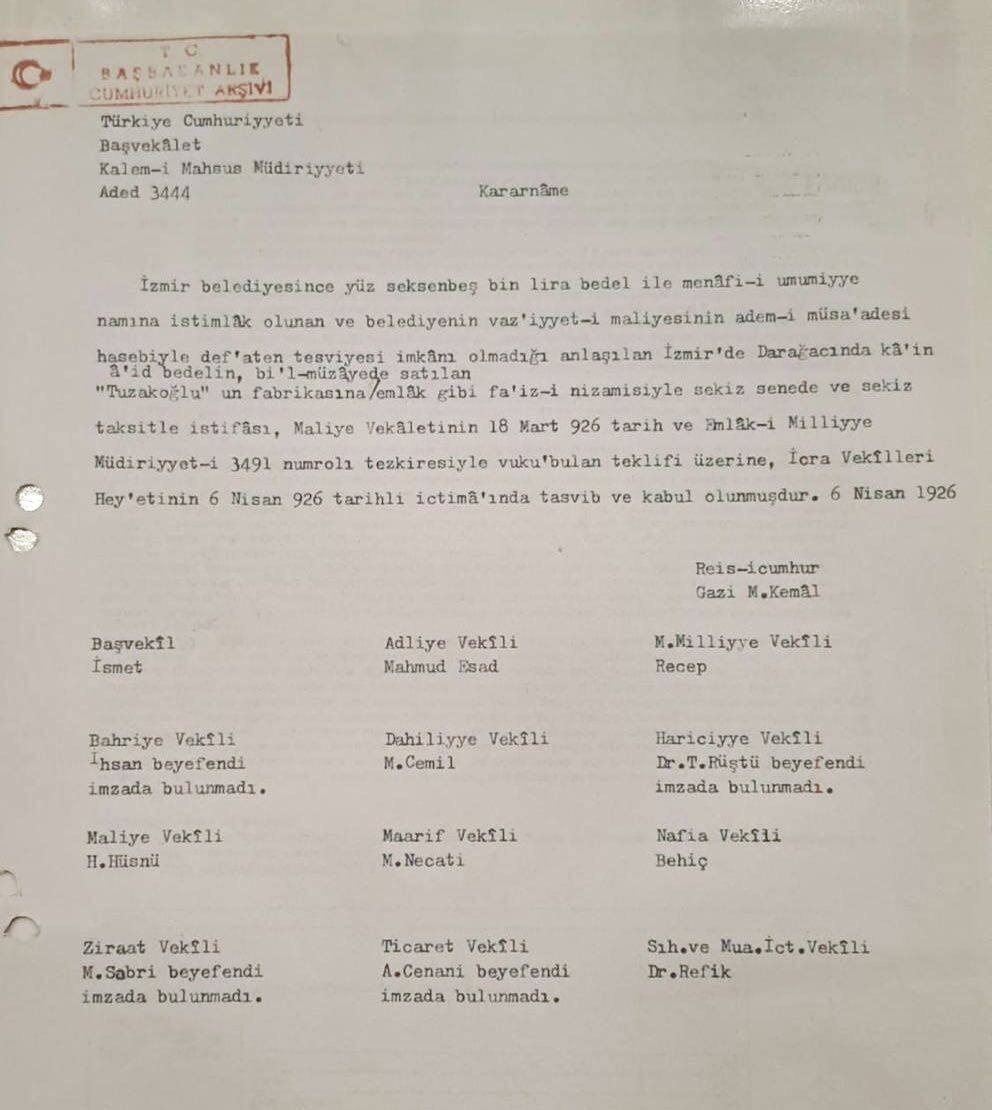 T C
BAŞBAKANLIK
CUMHURİYET ARŞİVİ
Türkiye Cumhuriyyeti
Başvekâlet
Kalem-i Mahsus Müdiriyyeti
Aded 3444 Kararnâme
İzmir belediyesince yüz seksenbeş bin lira bedel ile menâfi-i umumiyye
namına istimlâk olunan ve belediyenin vaz'iyyet-i maliyesinin adem-i müsa'adesi
hasebiyle def'aten tesviyesi imkânı olmadığı anlaşılan İzmir'de Darağacında kâ'in
â'id bedelin, bi'l-müzâyede satılan
"Tuzakoğlu" un fabrikasına/emlâk gibi fa'iz-i nizamisiyle sekiz senede ve sekiz
taksitle istifâsı, Maliye Vekâletinin 18 Mart 926 tarih ve Emlâk-i Milliyye
Müdiriyyet-i 3491 numrolı tezkiresiyle vuku'bulan teklifi üzerine, İcra Vekîlleri
Hey'etinin 6 Nisan 926 tarihli ictimâ'ında tasvib ve kabul olunmuşdur. 6 Nisan 1926
Reis-icumhur
Gazi M.Kemâl
Başvekîl Adliye Vekîli M.Milliyye Vekîli
İsmet Mahmud Esad Recep
Bahriye Vekîli Dahiliyye Vekîli Hariciyye Vekîli
İhsan beyefendi M.Cemil Dr.T.Rüştü beyefendi
imzada bulunmadı. imzada bulunmadı.
Maliye Vekîli Maarif Vekîli Nafia Vekîli
H.Hüsnü M.Necati Behiç
Ziraat Vekîli Ticaret Vekîli Sıh.ve Mua.İct.Vekîli
M.Sabri beyefendi A.Cenani beyefendi Dr.Refik
imzada bulunmadı. imzada bulunmadı.